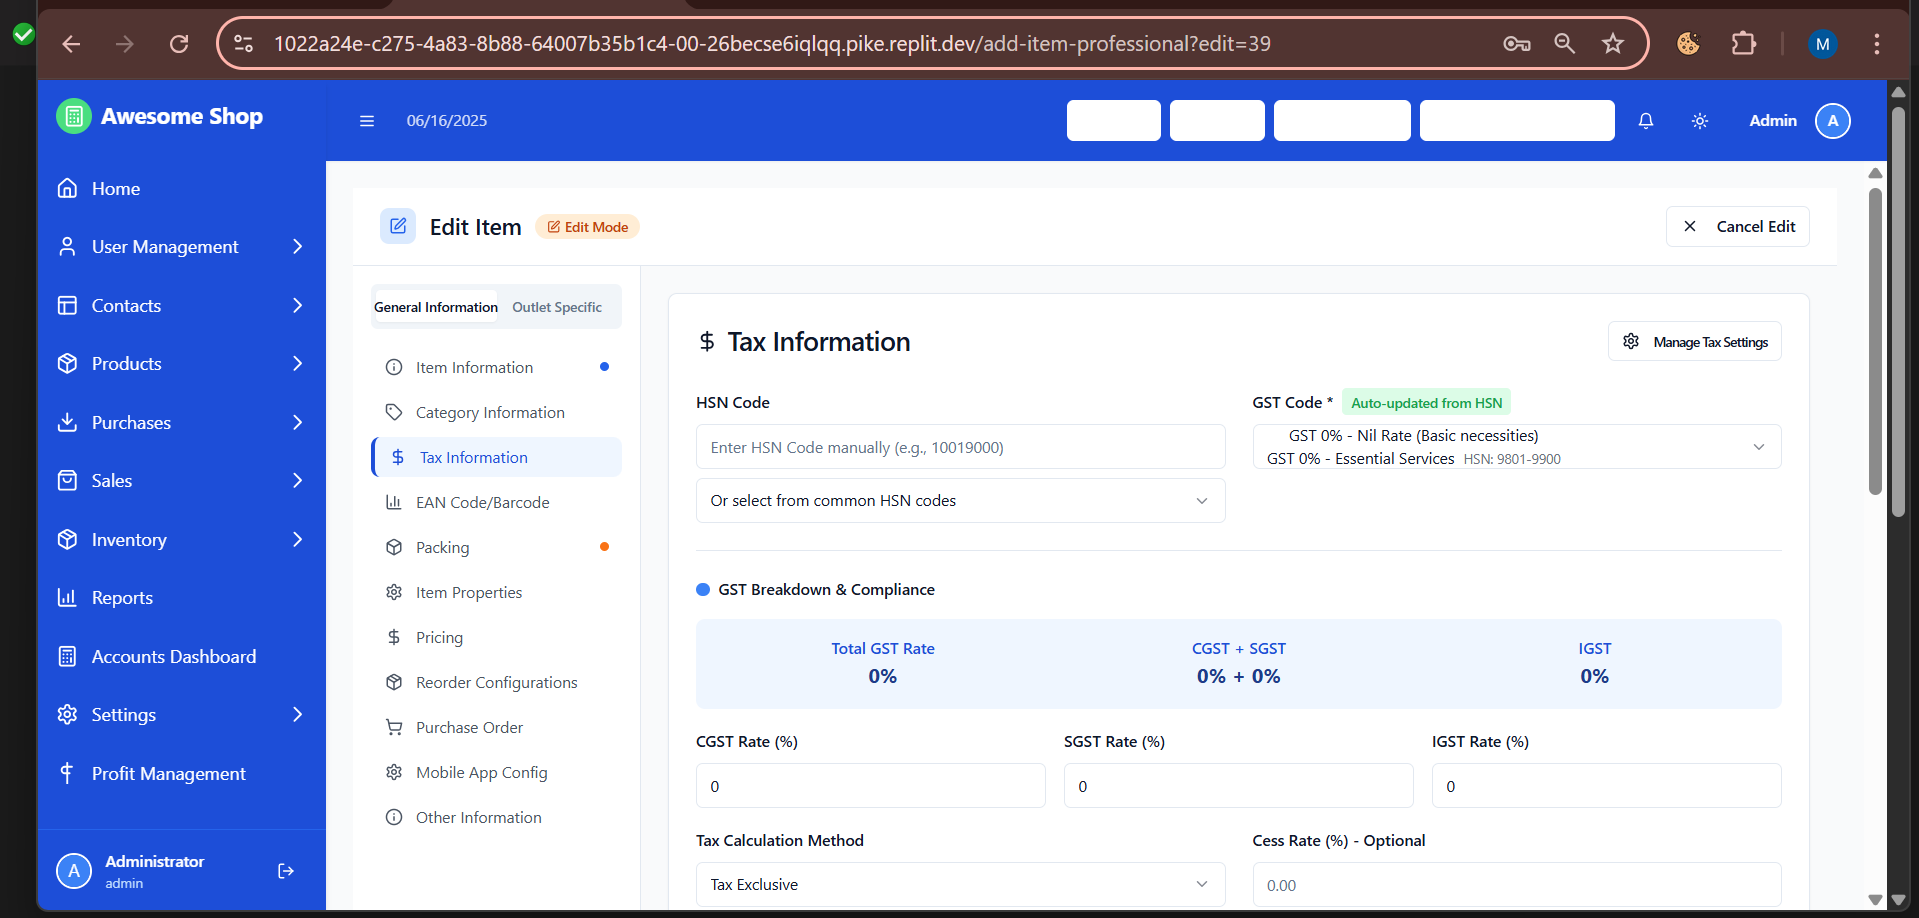 1022a24e-c275-4a83-8b88-64007b35b1c4-00-26becse6iqlqq.pike.replit.dev/add-item-professional?edit=39
M
Awesome Shop
06/16/2025
Admin
A
Home
User Management
Contacts
Products
Purchases
Sales
Inventory
Reports
Accounts Dashboard
Settings
Profit Management
A
Administrator
admin
Edit Item
Edit Mode
Cancel Edit
General Information
Outlet Specific
Item Information
Category Information
Tax Information
EAN Code/Barcode
Packing
Item Properties
Pricing
Reorder Configurations
Purchase Order
Mobile App Config
Other Information
Tax Information
Manage Tax Settings
HSN Code
Enter HSN Code manually (e.g., 10019000)
Or select from common HSN codes
GST Code *
Auto-updated from HSN
GST 0% - Nil Rate (Basic necessities)
GST 0% - Essential Services HSN: 9801-9900
GST Breakdown & Compliance
Total GST Rate
0%
CGST + SGST
0% + 0%
IGST
0%
CGST Rate (%)
0
SGST Rate (%)
0
IGST Rate (%)
0
Tax Calculation Method
Tax Exclusive
Cess Rate (%) - Optional
0.00